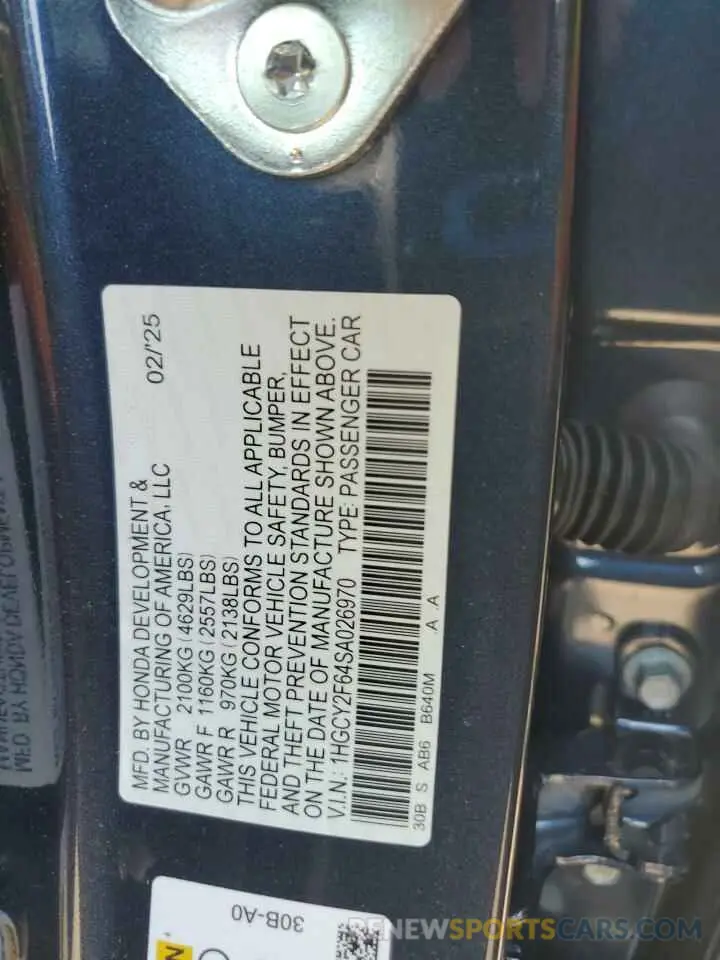 MFD. BY HONDA DEVELOPMENT & 02/'25
MANUFACTURING OF AMERICA, LLC
GVWR 2100KG (4629LBS)
GAWR F 1160KG (2557LBS)
GAWR R 970KG (2138LBS)
THIS VEHICLE CONFORMS TO ALL APPLICABLE
FEDERAL MOTOR VEHICLE SAFETY, BUMPER,
AND THEFT PREVENTION STANDARDS IN EFFECT
ON THE DATE OF MANUFACTURE SHOWN ABOVE.
V.I.N.: 1HGCY2F64SA026970 TYPE: PASSENGER CAR
30B S AB6 B640M .A .A
30B-A0
RENEWSPORTSCARS.COM